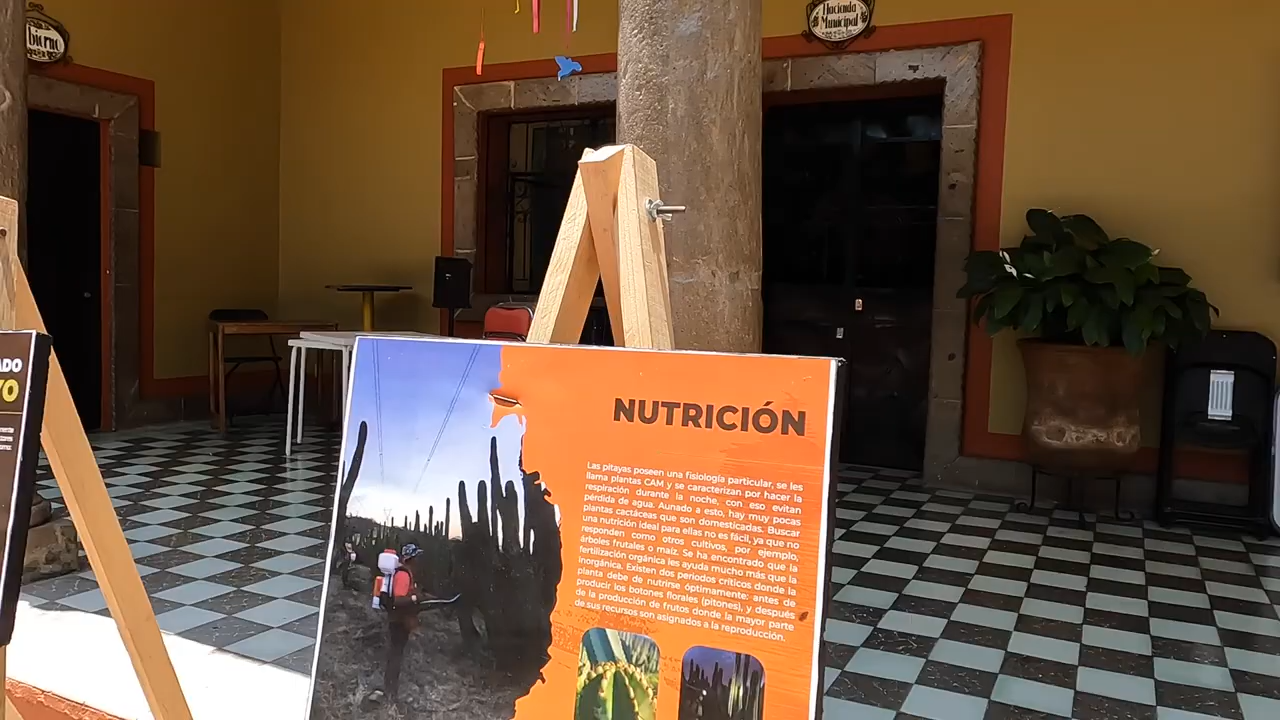 bierno
Hacienda
Municipal
ADO
YO
NUTRICIÓN
Las pitayas poseen una fisiología particular, se les
llama plantas CAM y se caracterizan por hacer la
respiración durante la noche, con eso evitan
pérdida de agua. Aunado a esto, hay muy pocas
plantas cactáceas que son domesticadas. Buscar
una nutrición ideal para ellas no es fácil, ya que no
responden como otros cultivos, por ejemplo,
árboles frutales o maíz. Se ha encontrado que la
fertilización orgánica les ayuda mucho más que la
inorgánica. Existen dos periodos críticos donde la
planta debe de nutrirse óptimamente: antes de
producir los botones florales (pitones), y después
de la producción de frutos donde la mayor parte
de sus recursos son asignados a la reproducción.